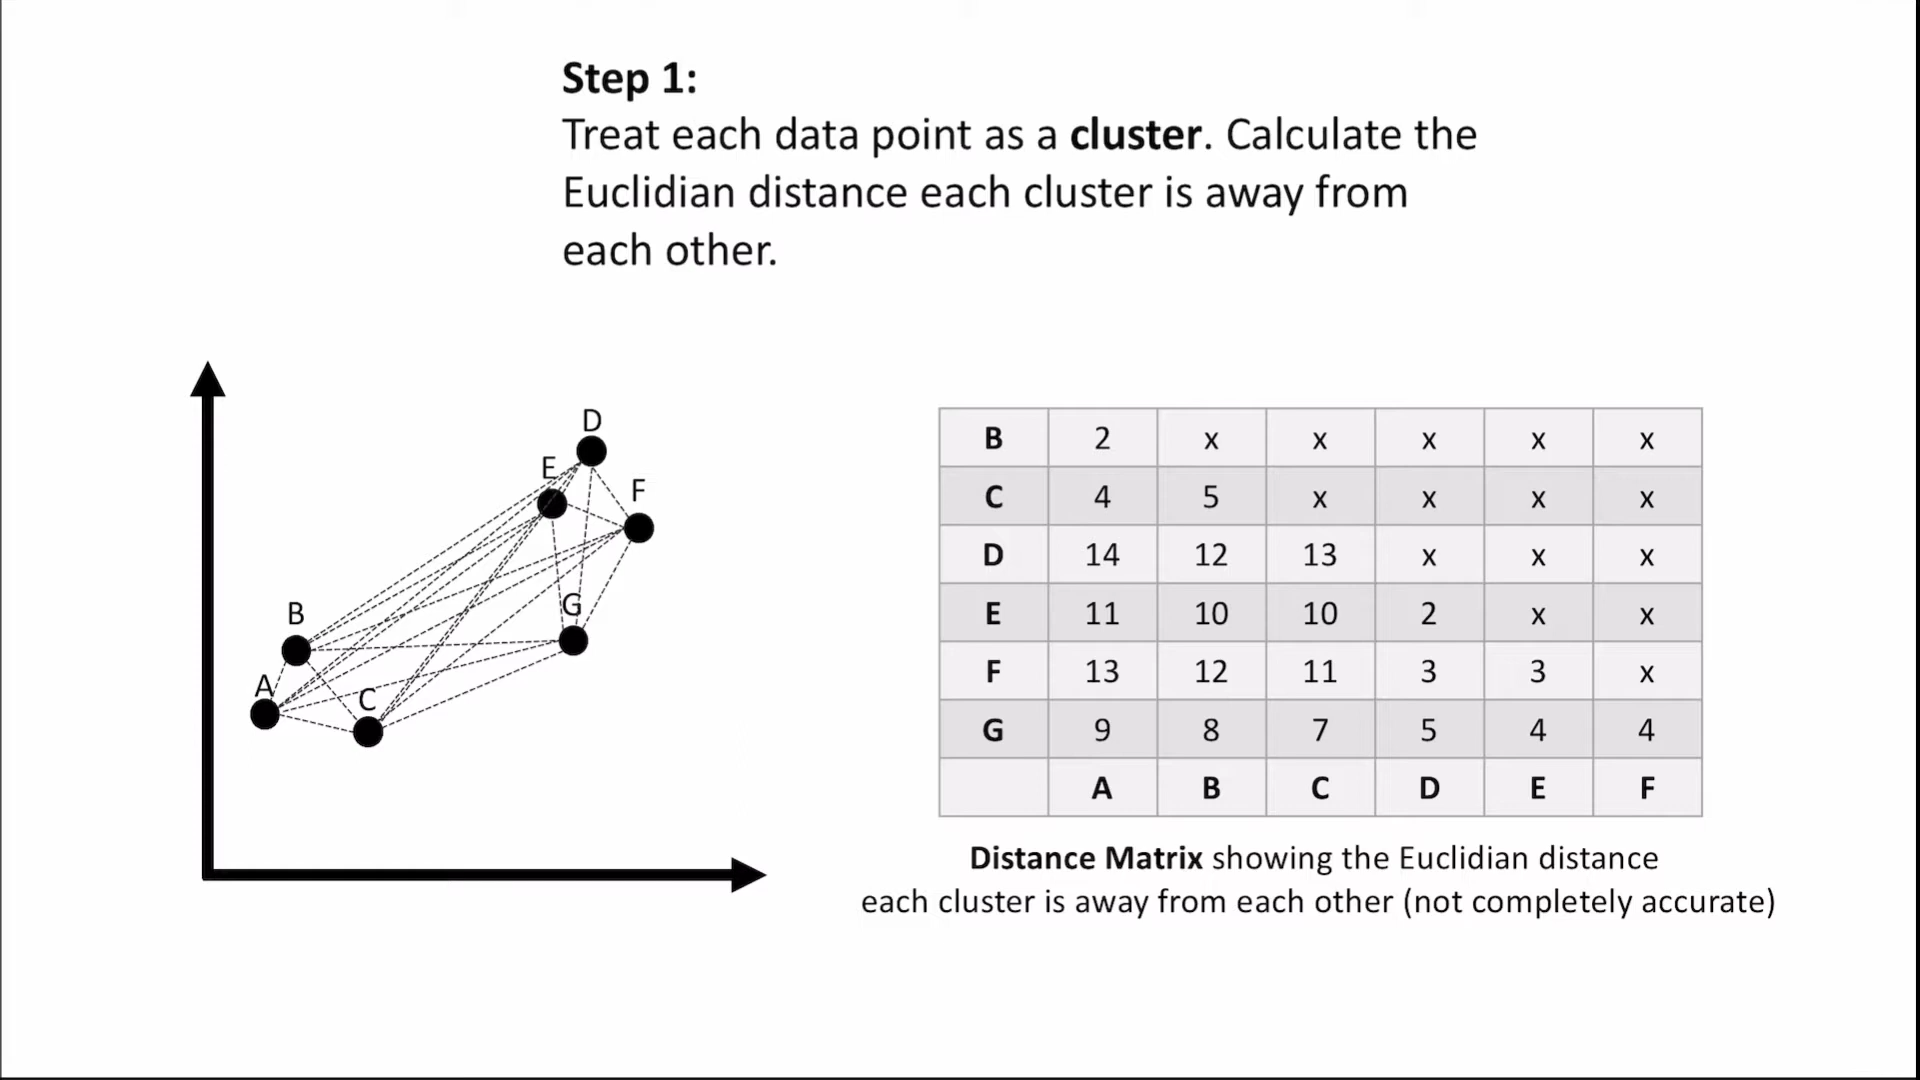 Step 1:
Treat each data point as a cluster. Calculate the
Euclidian distance each cluster is away from
each other.
D
E
F
B
G
A
C
B 2 x x x x x
C 4 5 x x x x
D 14 12 13 x x x
E 11 10 10 2 x x
F 13 12 11 3 3 x
G 9 8 7 5 4 4
A B C D E F
Distance Matrix showing the Euclidian distance
each cluster is away from each other (not completely accurate)